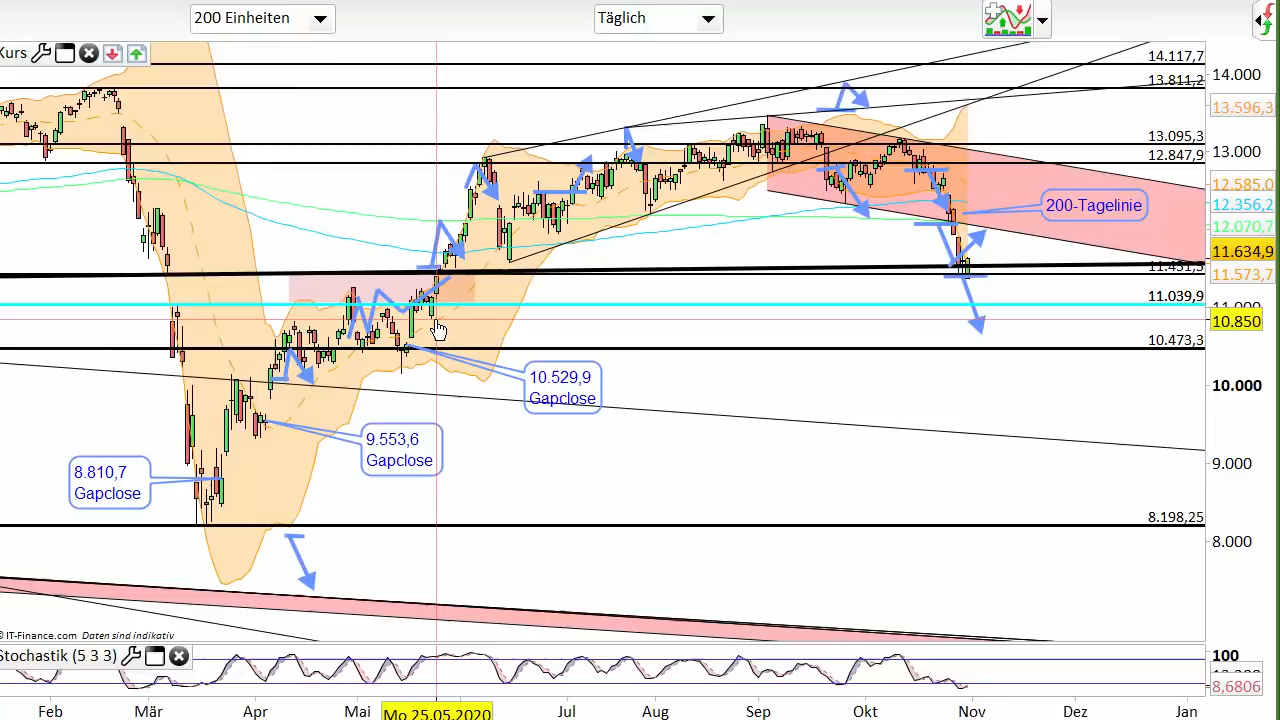 200 Einheiten
Täglich
Kurs
14.117,7
13.811,2
13.095,3
12.847,9
11.451,5
11.039,9
10.473,3
8.198,25
14.000
13.596,3
13.000
12.585,0
12.356,2
12.070,7
11.634,9
11.573,7
11.000
10.850
10.000
9.000
8.000
200-Tagelinie
10.529,9
Gapclose
9.553,6
Gapclose
8.810,7
Gapclose
© IT-Finance.com Daten sind indikativ
Stochastik (5 3 3)
100
8,6806
Feb
Mär
Apr
Mai
Mo 25.05.2020
Jul
Aug
Sep
Okt
Nov
Dez
Jan